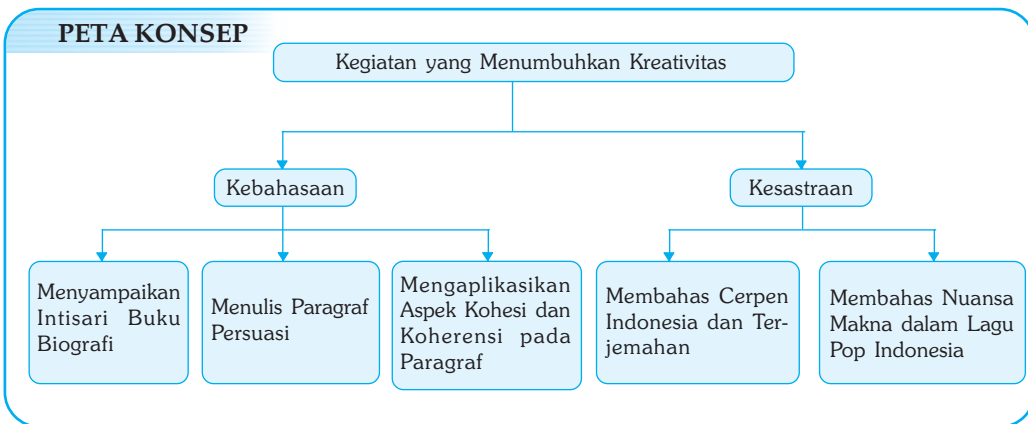 PETA KONSEP
Kegiatan yang Menumbuhkan Kreativitas
Kebahasaan
Kesastraan
Menyampaikan
Intisari Buku
Biografi
Menulis Paragraf
Persuasi
Mengaplikasikan
Aspek Kohesi dan
Koherensi pada
Paragraf
Membahas Cerpen
Indonesia dan Ter-
jemahan
Membahas Nuansa
Makna dalam Lagu
Pop Indonesia